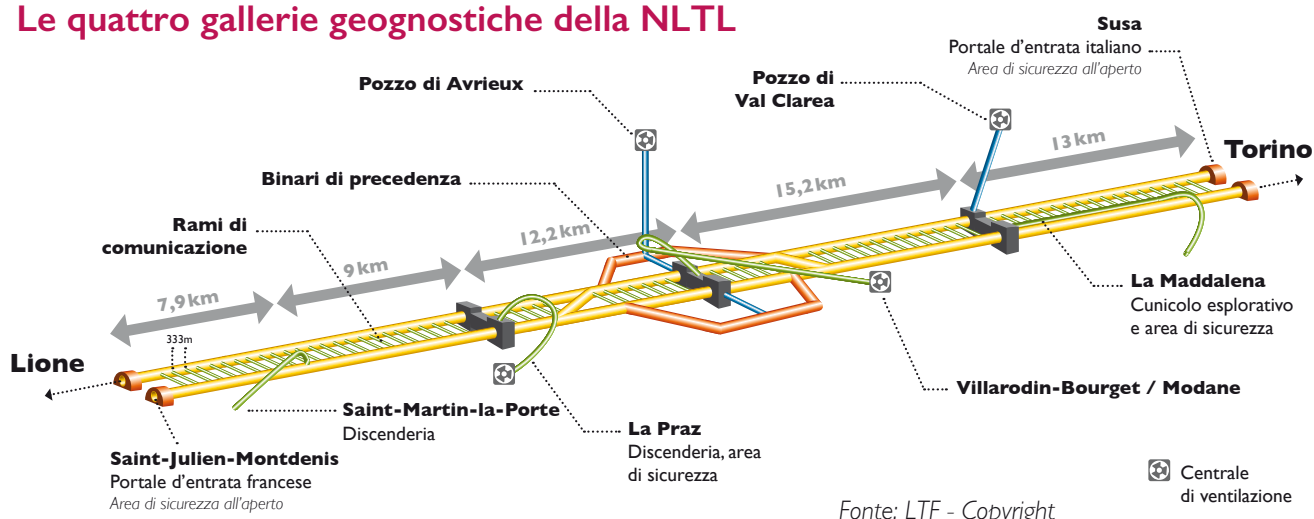 Le quattro gallerie geognostiche della NLTL
Susa
Portale d'entrata italiano
Area di sicurezza all'aperto
Pozzo di Avrieux
Pozzo di
Val Clarea
13 km
Torino
Binari di precedenza
15,2 km
Rami di
comunicazione
12,2 km
9 km
7,9 km
333m
La Maddalena
Cunicolo esplorativo
e area di sicurezza
Lione
Villarodin-Bourget / Modane
Saint-Martin-la-Porte
Discenderia
La Praz
Discenderia, area
di sicurezza
Saint-Julien-Montdenis
Portale d'entrata francese
Area di sicurezza all'aperto
Centrale
di ventilazione
Fonte: LTF - Copyright